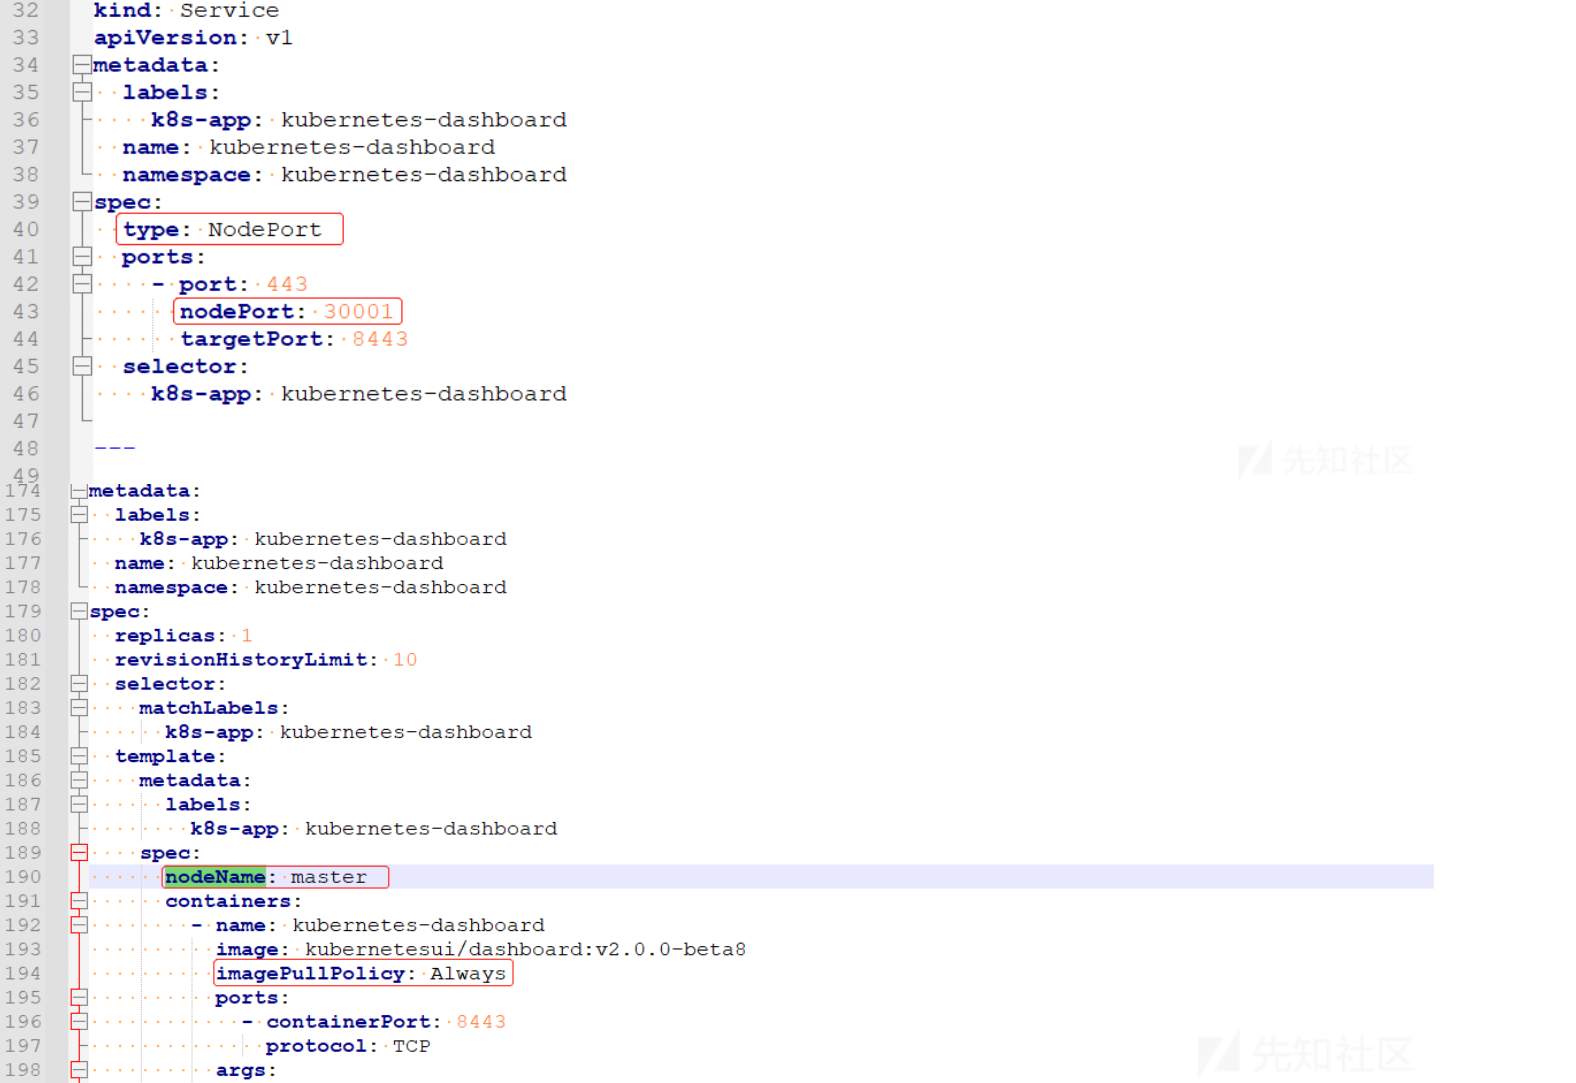 32 kind: Service
33 apiVersion: v1
34 metadata:
35 labels:
36 k8s-app: kubernetes-dashboard
37 name: kubernetes-dashboard
38 namespace: kubernetes-dashboard
39 spec:
40 type: NodePort
41 ports:
42 - port: 443
43 nodePort: 30001
44 targetPort: 8443
45 selector:
46 k8s-app: kubernetes-dashboard
47
48 ---
先知社区
49
174 metadata:
175 labels:
176 k8s-app: kubernetes-dashboard
177 name: kubernetes-dashboard
178 namespace: kubernetes-dashboard
179 spec:
180 replicas: 1
181 revisionHistoryLimit: 10
182 selector:
183 matchLabels:
184 k8s-app: kubernetes-dashboard
185 template:
186 metadata:
187 labels:
188 k8s-app: kubernetes-dashboard
189 spec:
190 nodeName: master
191 containers:
192 - name: kubernetes-dashboard
193 image: kubernetesui/dashboard:v2.0.0-beta8
194 imagePullPolicy: Always
195 ports:
196 - containerPort: 8443
197 protocol: TCP
先知社区
198 args: